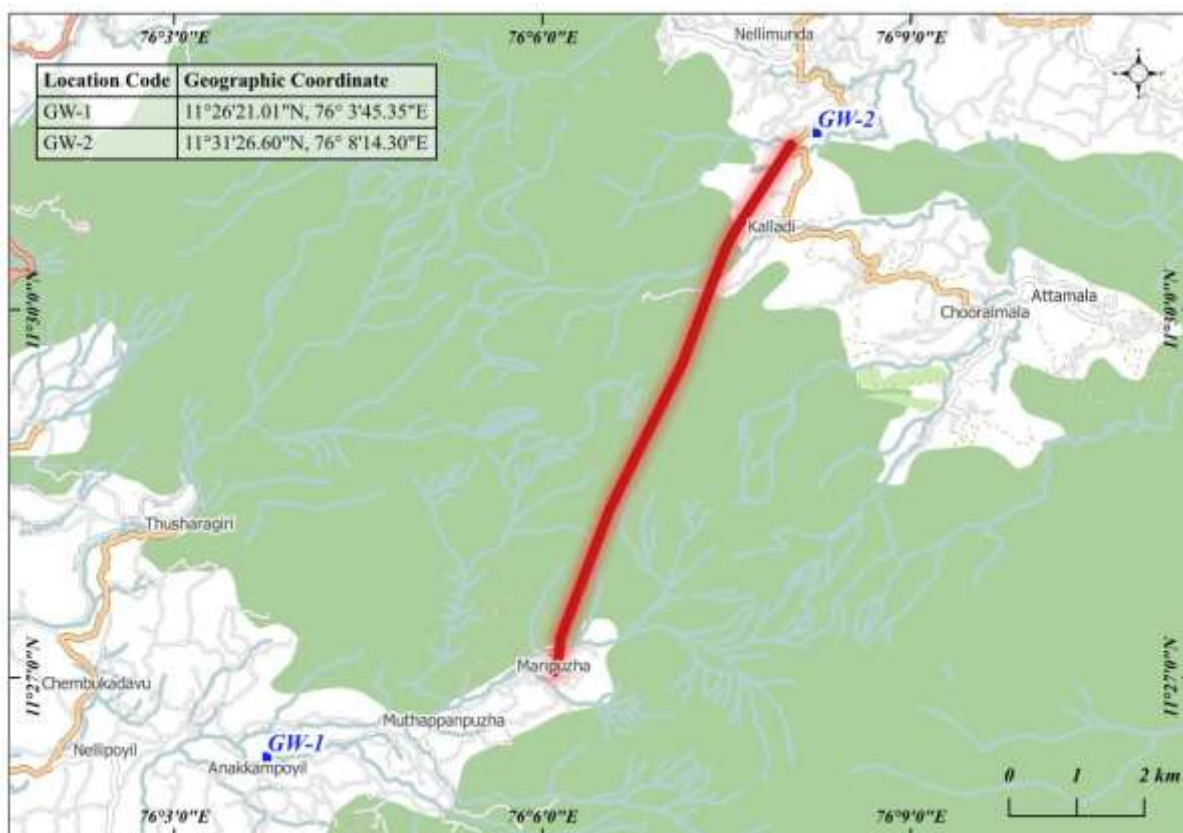 76°3'0"E 76°6'0"E 76°9'0"E
Nellimunda
Location Code Geographic Coordinate
GW-1 11°26'21.01"N, 76° 3'45.35"E
GW-2 11°31'26.60"N, 76° 8'14.30"E
GW-2
Kalladi
11°30'0"N 11°30'0"N
Attamala
Chooralmala
Thusharagiri
11°27'0"N 11°27'0"N
Maripuzha
Chembukadavu
Muthappanpuzha
Nellipoyil
GW-1
Anakkampoyil
0 1 2 km
76°3'0"E 76°6'0"E 76°9'0"E